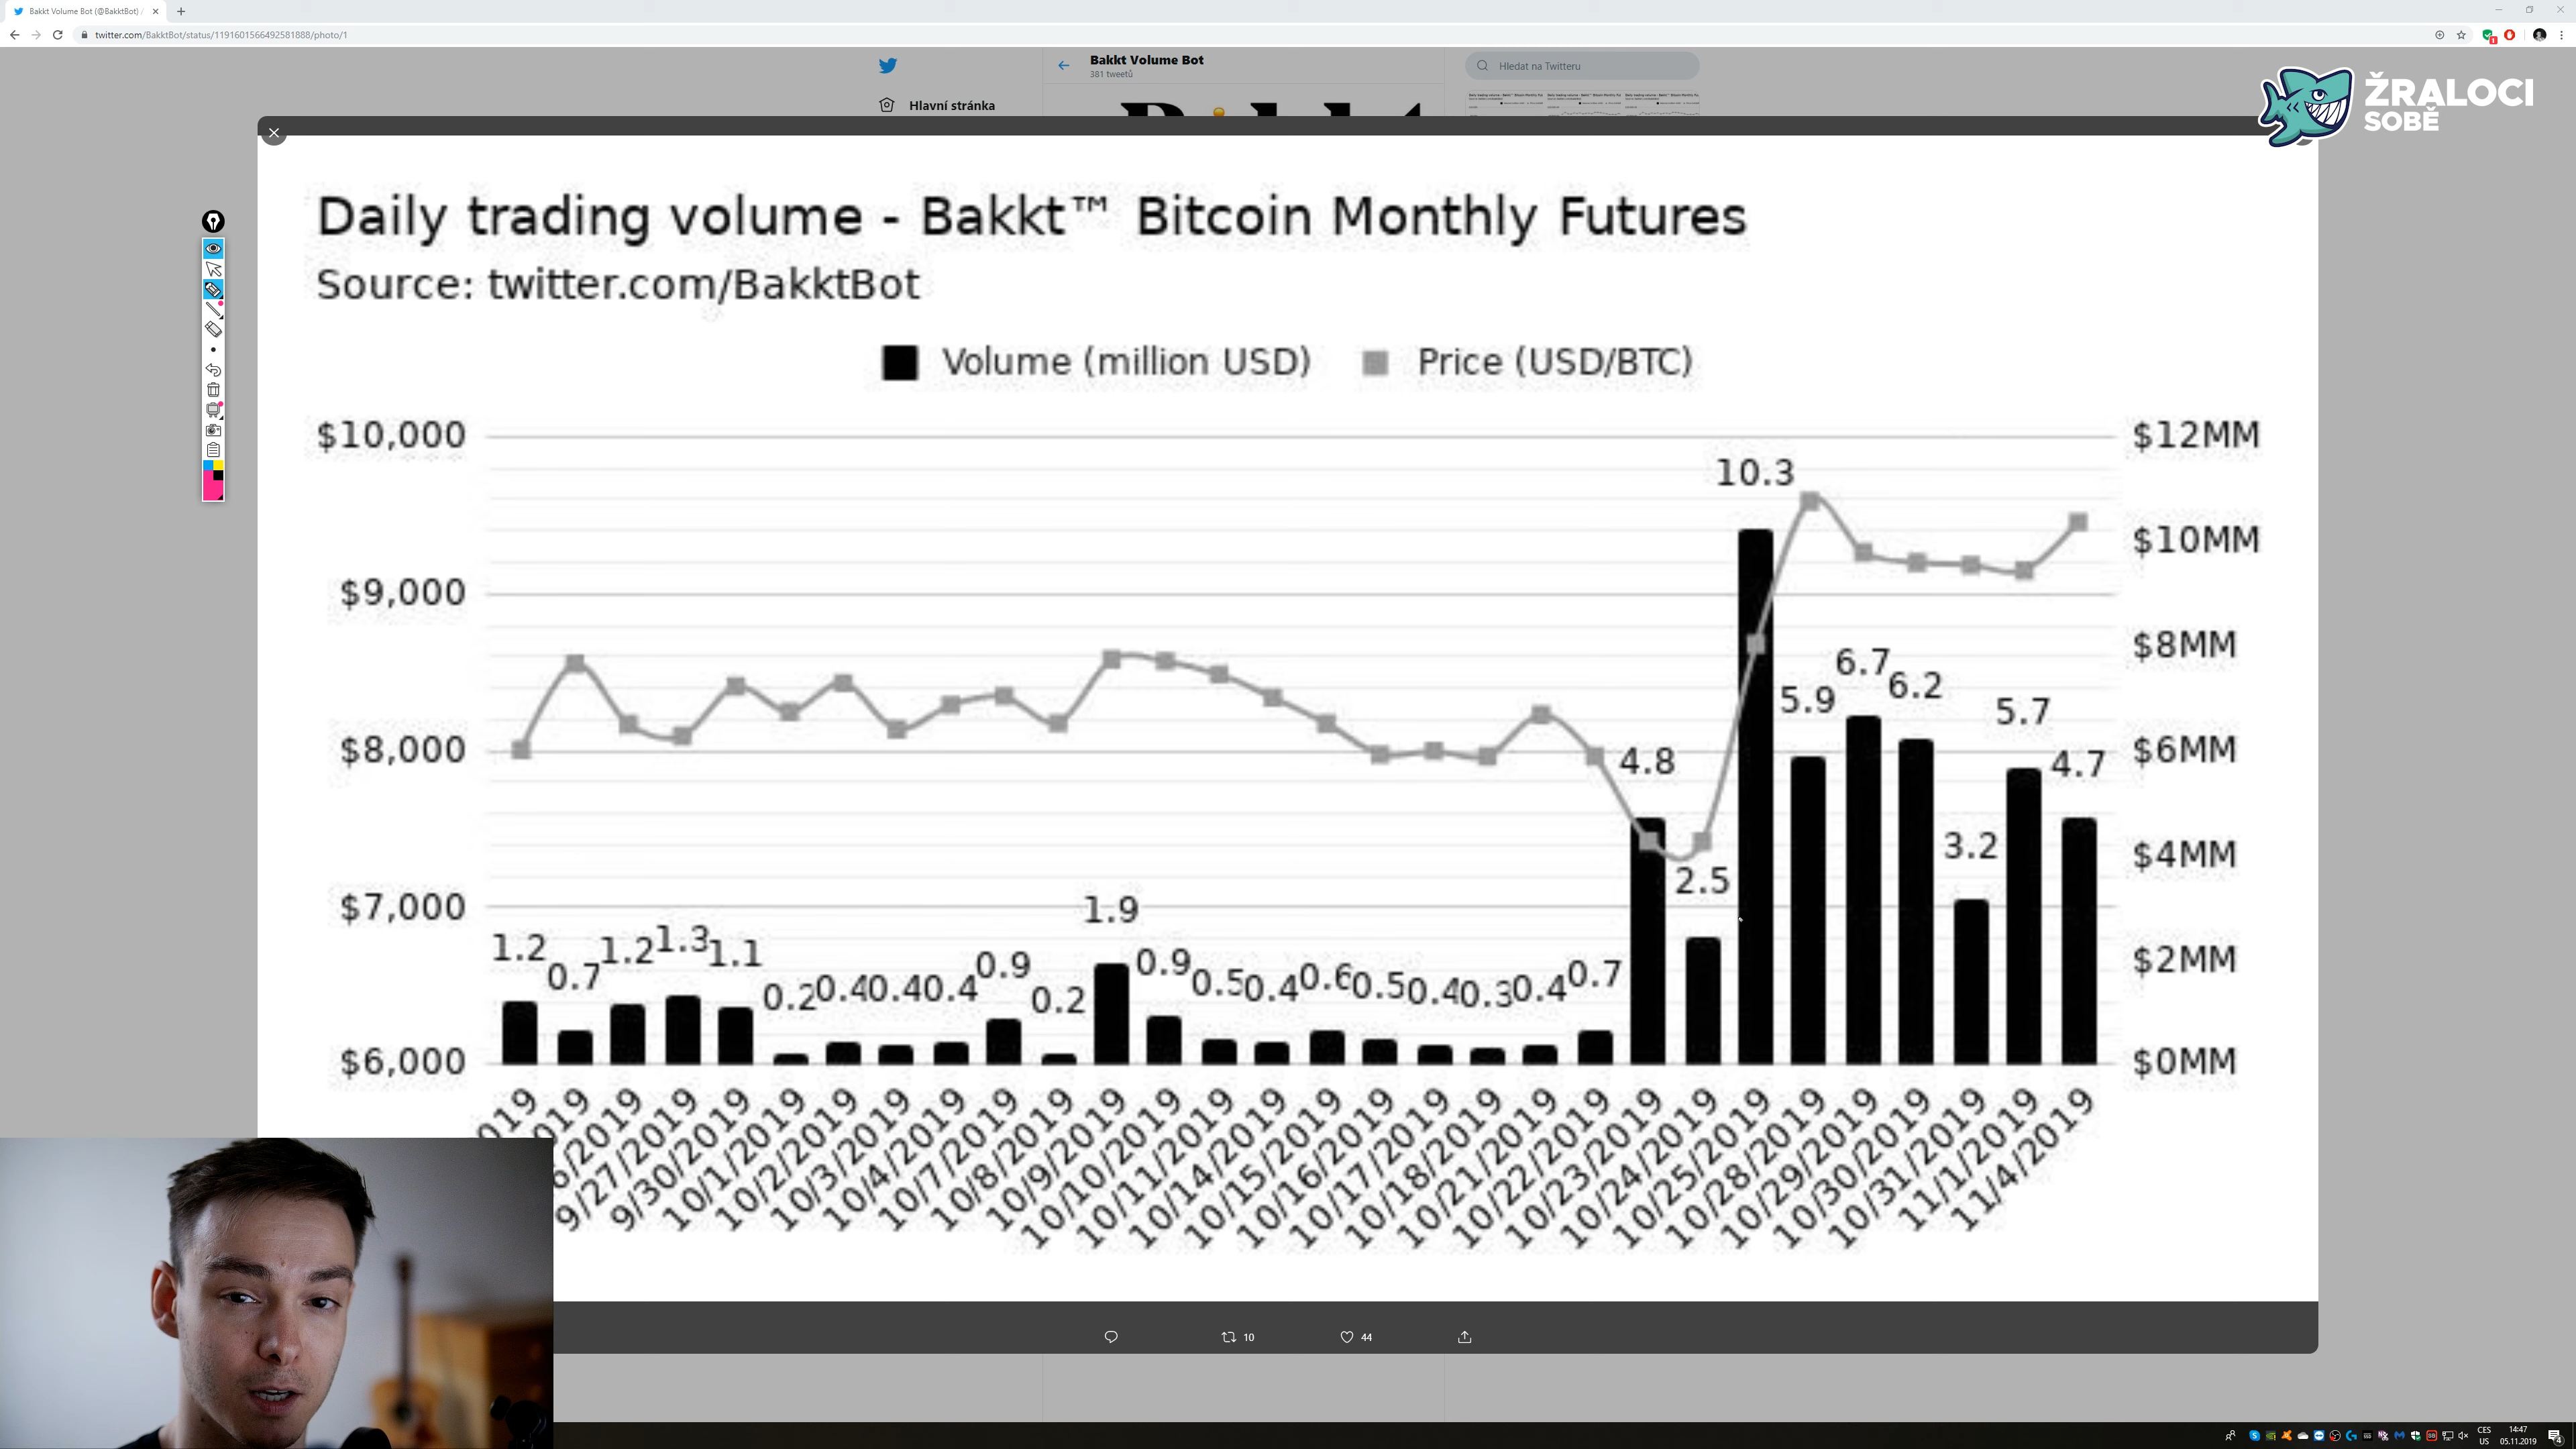 Bakkt Volume Bot (@BakktBot) /
twitter.com/BakktBot/status/1191601566492581888/photo/1
Bakkt Volume Bot
381 tweetů
Hledat na Twitteru
Hlavní stránka
ŽRALOCI
SOBĚ
Daily trading volume - Bakkt™ Bitcoin Monthly Futures
Source: twitter.com/BakktBot
Volume (million USD) Price (USD/BTC)
$10,000 $12MM
10.3
$10MM
$9,000
$8MM
6.7
6.2
5.9
5.7
$8,000 $6MM
4.8 4.7
3.2 $4MM
2.5
$7,000
1.9
1.2 0.7 1.2 1.3 1.1 0.2 0.4 0.4 0.4 0.9 0.2 0.9 0.5 0.4 0.6 0.5 0.4 0.3 0.4 0.7 $2MM
$6,000 $0MM
9/27/2019 9/30/2019 10/1/2019 10/2/2019 10/3/2019 10/4/2019 10/7/2019 10/8/2019 10/9/2019 10/10/2019 10/11/2019 10/14/2019 10/15/2019 10/16/2019 10/17/2019 10/18/2019 10/21/2019 10/22/2019 10/23/2019 10/24/2019 10/25/2019 10/28/2019 10/29/2019 10/30/2019 10/31/2019 11/1/2019 11/4/2019
10 44
CES 14:47
US 05.11.2019